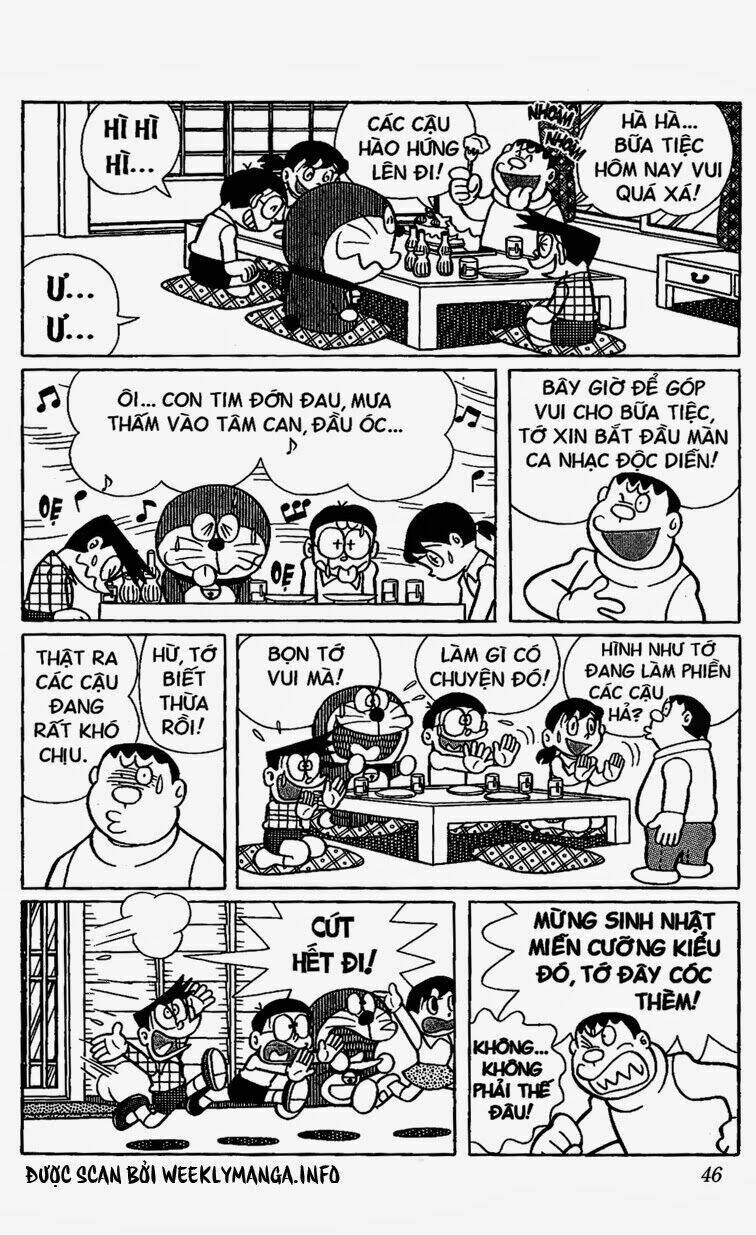 HÀ HÀ...
BỮA TIỆC
HÔM NAY VUI
QUÁ XÁ!
NHOÀM
NHOÀM
CÁC CẬU
HÀO HỨNG
LÊN ĐI!
HÌ HÌ
HÌ...
Ư...
Ư...
BÂY GIỜ ĐỂ GÓP
VUI CHO BỮA TIỆC,
TỚ XIN BẮT ĐẦU MÀN
CA NHẠC ĐỘC DIỄN!
ÔI... CON TIM ĐỚN ĐAU, MƯA
THẤM VÀO TÂM CAN, ĐẦU ÓC...
OẸ
OẸ
HÌNH NHƯ TỚ
ĐANG LÀM PHIỀN
CÁC CẬU
HẢ?
LÀM GÌ CÓ
CHUYỆN ĐÓ!
BỌN TỚ
VUI MÀ!
HỪ, TỚ
BIẾT
THỪA
RỒI!
THẬT RA
CÁC CẬU
ĐANG
RẤT KHÓ
CHỊU.
MỪNG SINH NHẬT
MIẾN CƯỠNG KIỂU
ĐÓ, TỚ ĐÂY CÓC
THÈM!
KHÔNG...
KHÔNG
PHẢI THẾ
ĐÂU!
CÚT
HẾT ĐI!
ĐƯỢC SCAN BỞI WEEKLYMANGA.INFO
46